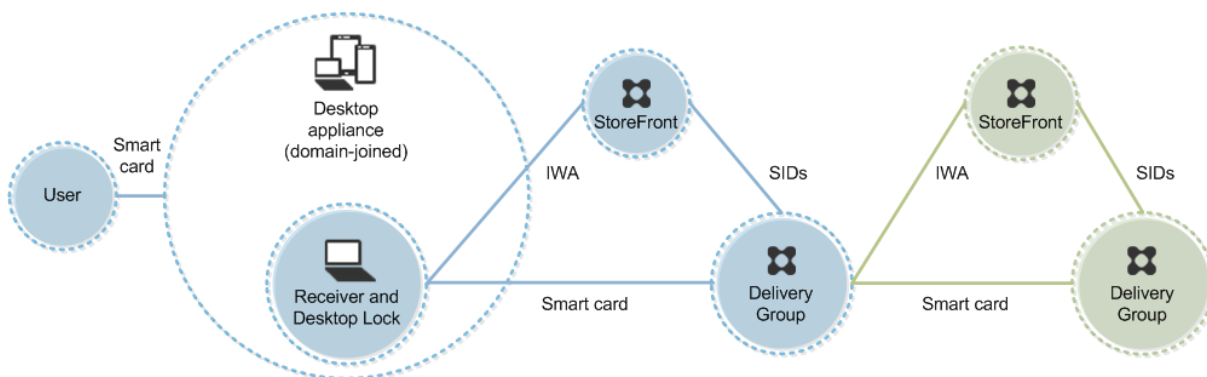 User
Smart
card
Desktop
appliance
(domain-joined)
Receiver and
Desktop Lock
IWA
StoreFront
SIDs
Smart card
Delivery
Group
IWA
StoreFront
SIDs
Smart card
Delivery
Group